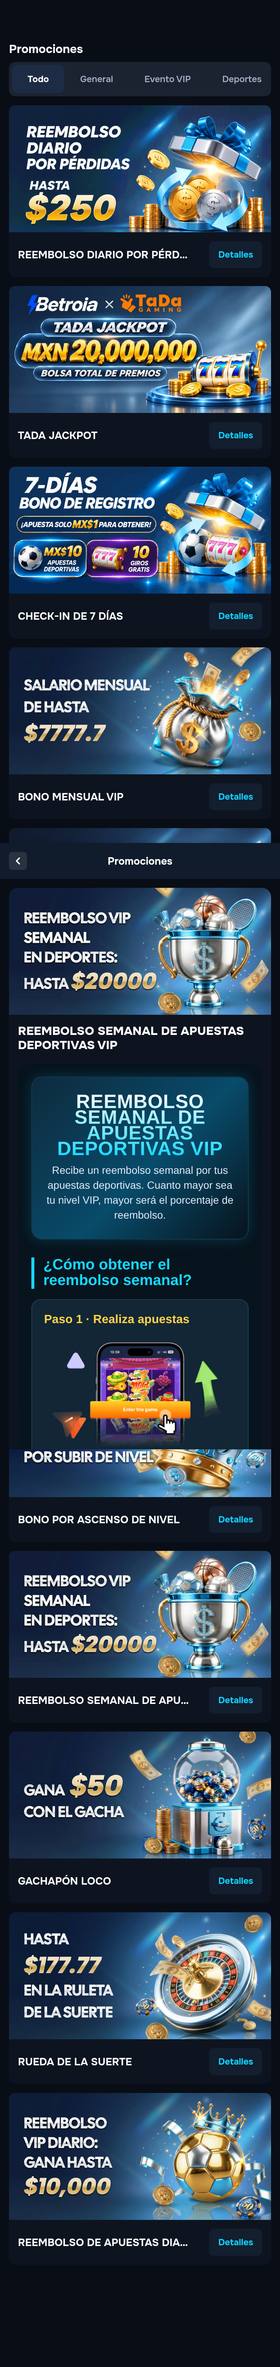 Promociones
Todo
General
Evento VIP
Deportes
REEMBOLSO
DIARIO
POR PÉRDIDAS
HASTA
$250
REEMBOLSO DIARIO POR PÉRD...
Detalles
Betroia × TaDa
GAMING
TADA JACKPOT
MXN 20,000,000
BOLSA TOTAL DE PREMIOS
TADA JACKPOT
Detalles
7-DÍAS
BONO DE REGISTRO
¡APUESTA SOLO MX$1 PARA OBTENER!
MX$10
APUESTAS
DEPORTIVAS
777
10
GIROS
GRATIS
777
CHECK-IN DE 7 DÍAS
Detalles
SALARIO MENSUAL
DE HASTA
$7777.7
BONO MENSUAL VIP
Detalles
Promociones
REEMBOLSO VIP
SEMANAL
EN DEPORTES:
HASTA $20000
REEMBOLSO SEMANAL DE APUESTAS
DEPORTIVAS VIP
REEMBOLSO
SEMANAL DE
APUESTAS
DEPORTIVAS VIP
Recibe un reembolso semanal por tus
apuestas deportivas. Cuanto mayor sea
tu nivel VIP, mayor será el porcentaje de
reembolso.
¿Cómo obtener el
reembolso semanal?
Paso 1 · Realiza apuestas
Enter the game
POR SUBIR DE NIVEL
BONO POR ASCENSO DE NIVEL
Detalles
REEMBOLSO VIP
SEMANAL
EN DEPORTES:
HASTA $20000
REEMBOLSO SEMANAL DE APU...
Detalles
GANA $50
CON EL GACHA
GACHAPÓN LOCO
Detalles
HASTA
$177.77
EN LA RULETA
DE LA SUERTE
RUEDA DE LA SUERTE
Detalles
REEMBOLSO
VIP DIARIO:
GANA HASTA
$10,000
REEMBOLSO DE APUESTAS DIA...
Detalles